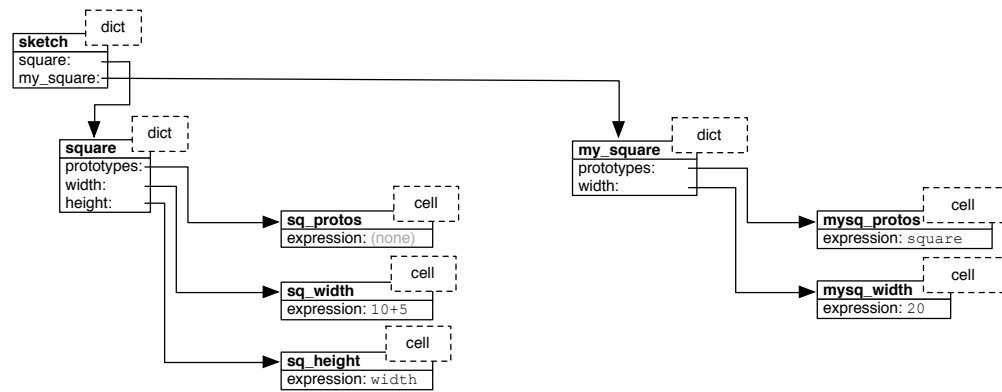 dict
sketch
square:
my_square:
dict
square
prototypes:
width:
height:
dict
my_square
prototypes:
width:
cell
sq_protos
expression: (none)
cell
sq_width
expression: 10+5
cell
sq_height
expression: width
cell
mysq_protos
expression: square
cell
mysq_width
expression: 20